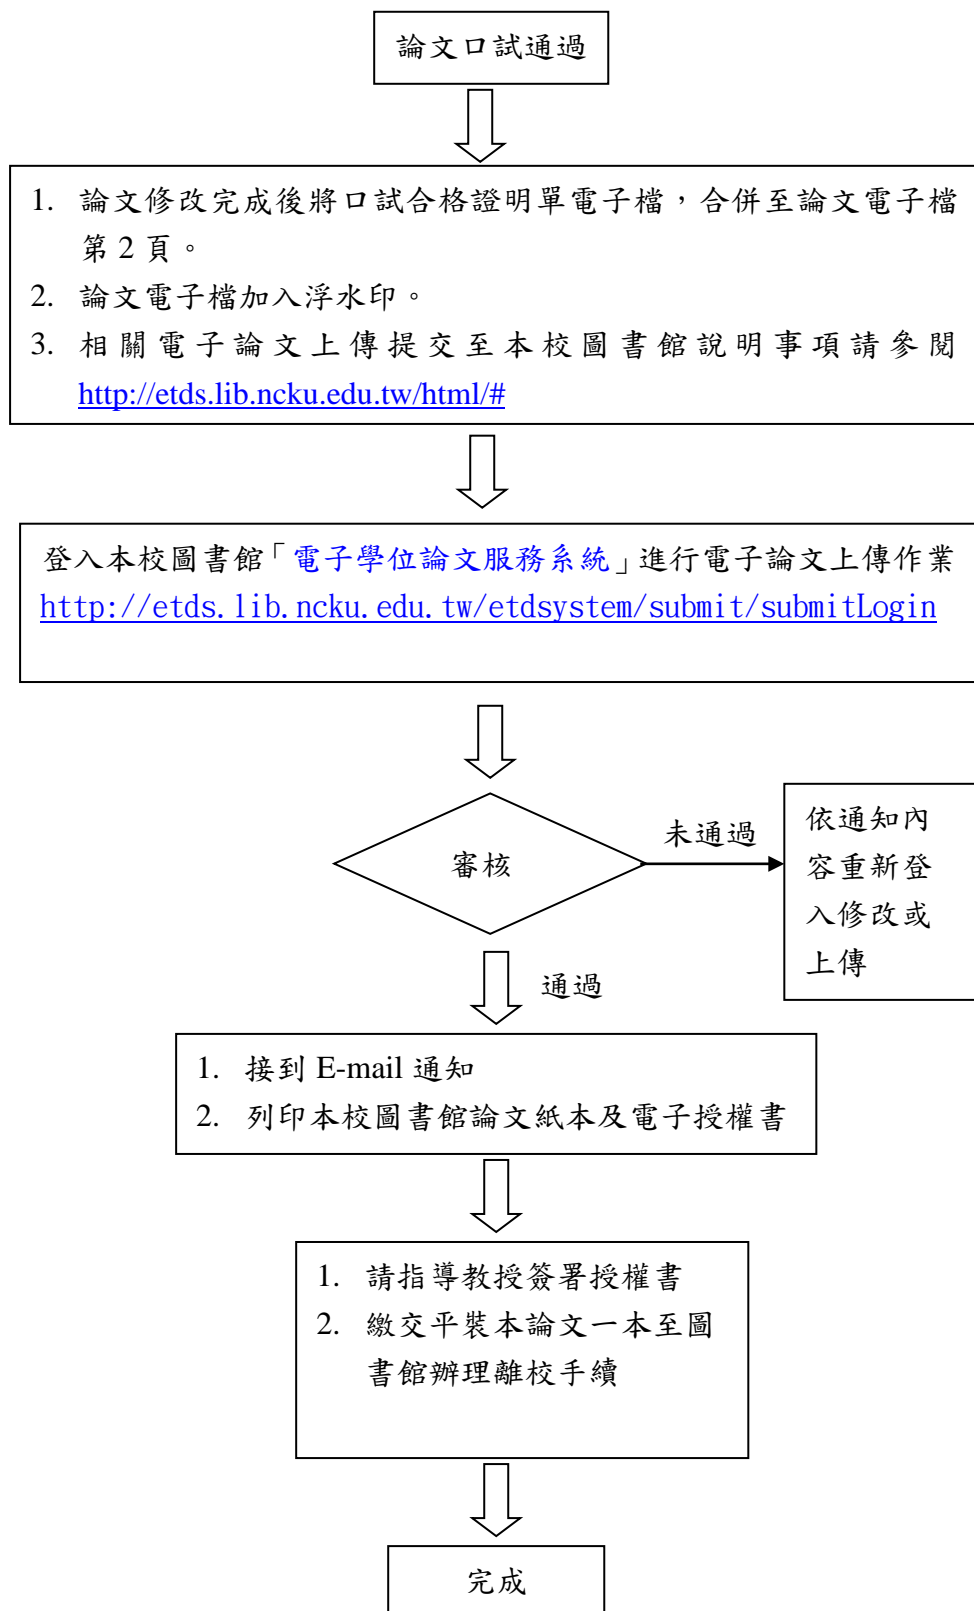 論文口試通過
1. 論文修改完成後將口試合格證明單電子檔，合併至論文電子檔
第 2 頁。
2. 論文電子檔加入浮水印。
3. 相關電子論文上傳提交至本校圖書館說明事項請參閱
http://etds.lib.ncku.edu.tw/html/#
登入本校圖書館「電子學位論文服務系統」進行電子論文上傳作業
http://etds.lib.ncku.edu.tw/etdsystem/submit/submitLogin
審核
未通過
依通知內
容重新登
入修改或
上傳
通過
1. 接到 E-mail 通知
2. 列印本校圖書館論文紙本及電子授權書
1. 請指導教授簽署授權書
2. 繳交平裝本論文一本至圖
書館辦理離校手續
完成